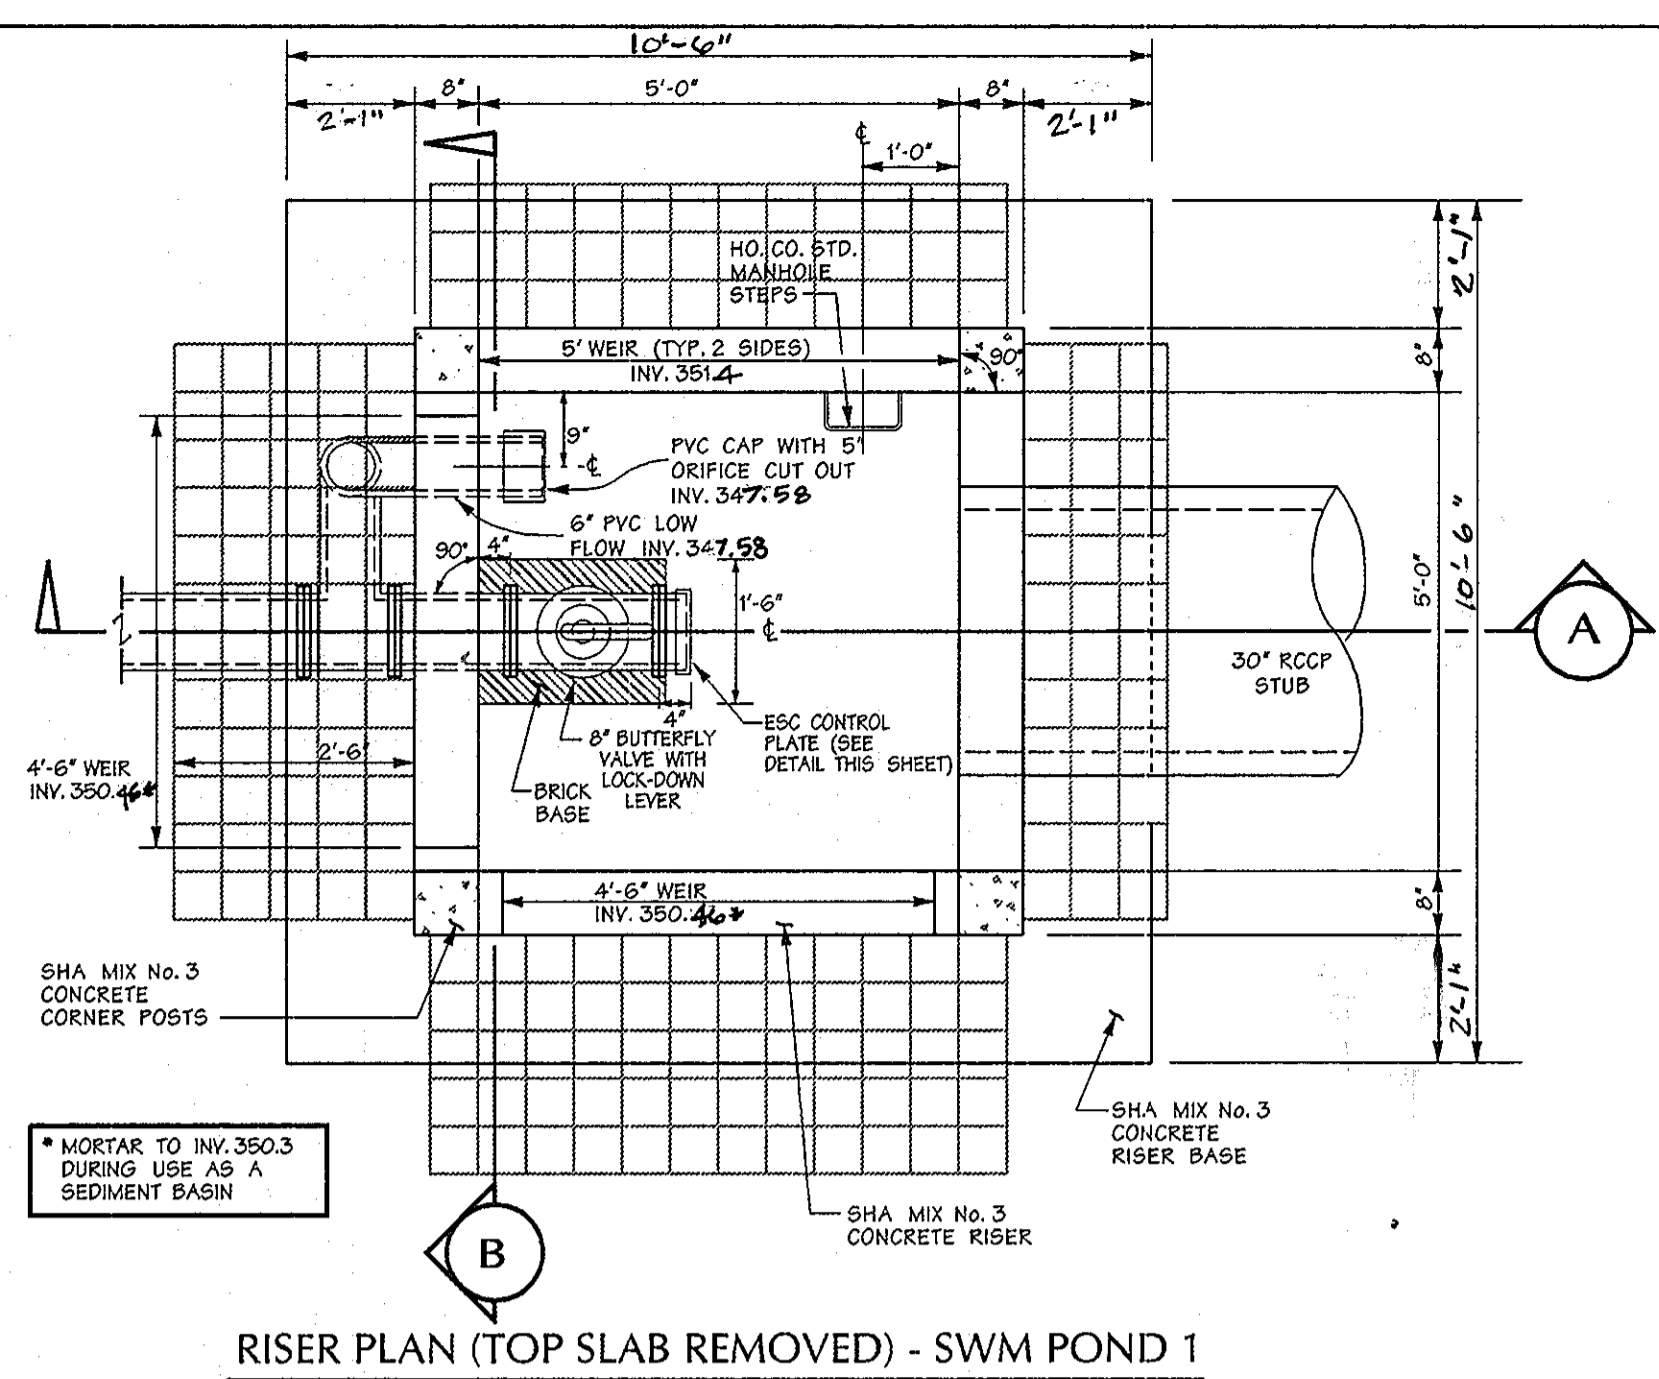 10'-6"
8"
5'-0"
8"
2'-1"
2'-1"
℄
1'-0"
HO. CO. STD.
MANHOLE
STEPS
2'-1"
5' WEIR (TYP. 2 SIDES)
INV. 351.4
90°
8"
9"
℄
PVC CAP WITH 5"
ORIFICE CUT OUT
INV. 347.58
6" PVC LOW
FLOW INV. 347.58
90°
4"
1'-6"
℄
5'-0"
10'-6"
A
30" RCCP
STUB
4"
ESC CONTROL
PLATE (SEE
DETAIL THIS SHEET)
8" BUTTERFLY
VALVE WITH
LOCK-DOWN
LEVER
BRICK
BASE
2'-6"
4'-6" WEIR
INV. 350.46*
4'-6" WEIR
INV. 350.46*
8"
2'-1"
SHA MIX No. 3
CONCRETE
CORNER POSTS
SHA MIX No. 3
CONCRETE
RISER BASE
* MORTAR TO INV. 350.3
DURING USE AS A
SEDIMENT BASIN
SHA MIX No. 3
CONCRETE RISER
B
RISER PLAN (TOP SLAB REMOVED) - SWM POND 1